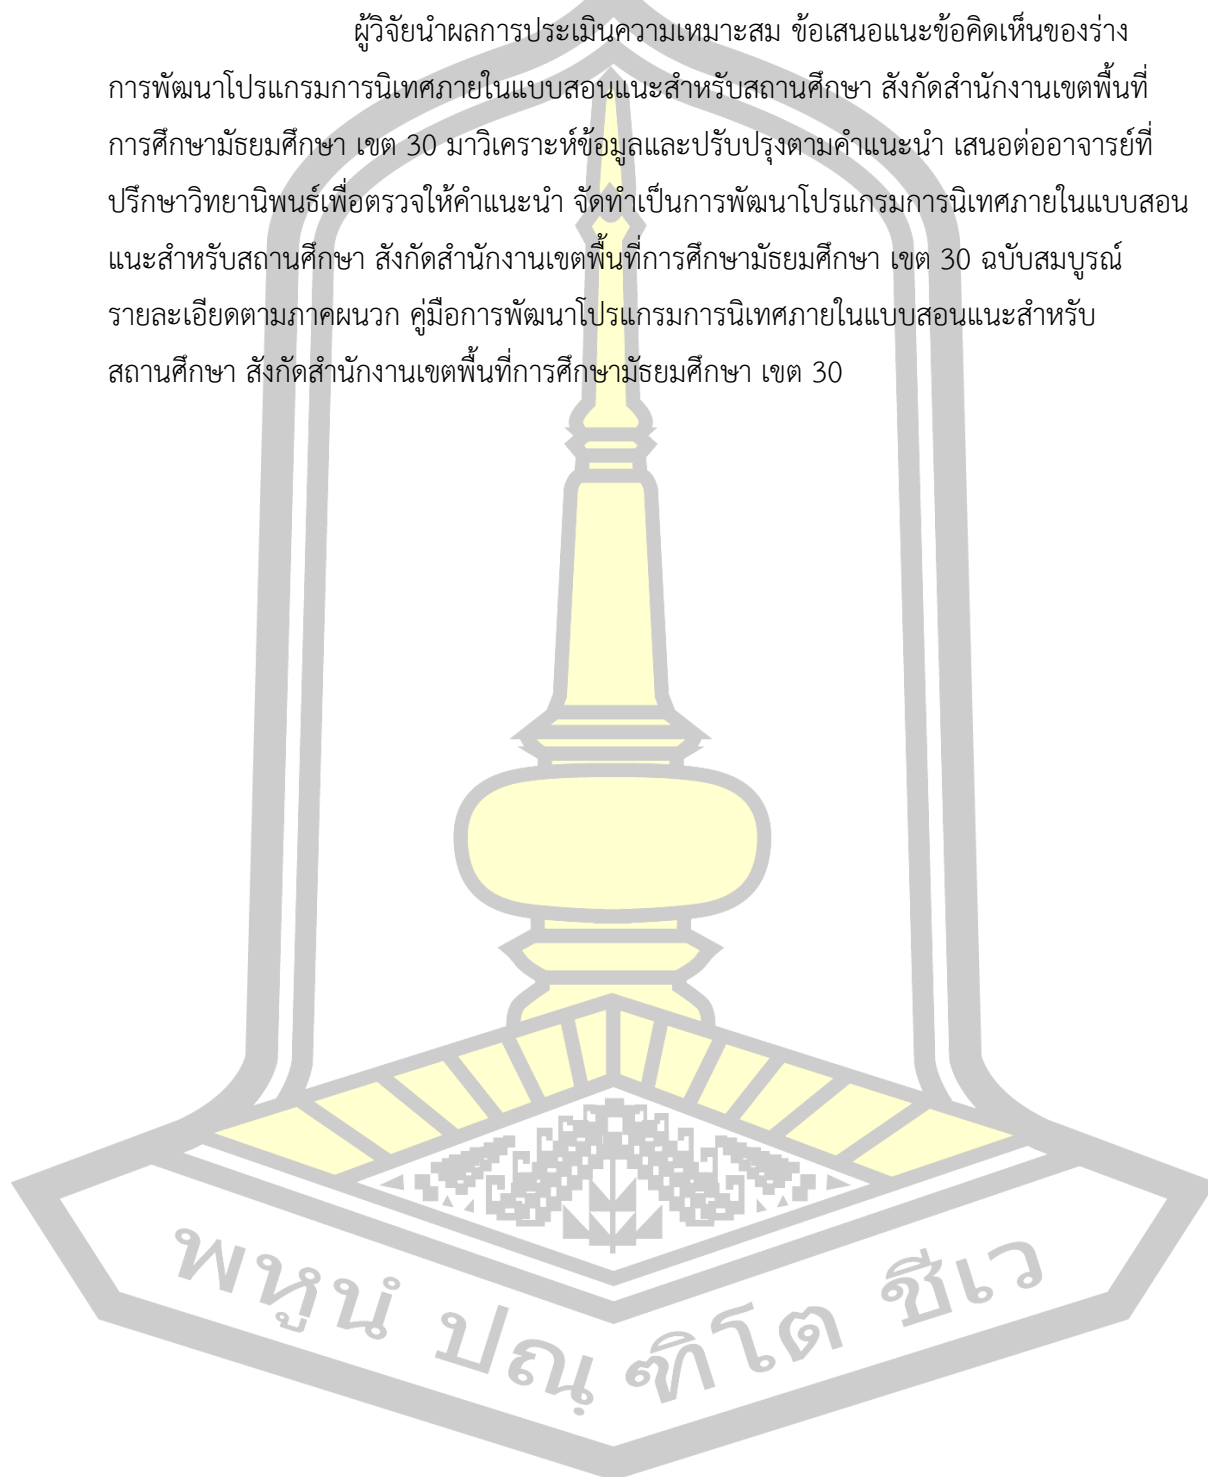 ผู้วิจัยนำผลการประเมินความเหมาะสม ข้อเสนอแนะข้อคิดเห็นของร่าง
การพัฒนาโปรแกรมการนิเทศภายในแบบสอนแนะสำหรับสถานศึกษา สังกัดสำนักงานเขตพื้นที่
การศึกษามัธยมศึกษา เขต 30 มาวิเคราะห์ข้อมูลและปรับปรุงตามคำแนะนำ เสนอต่ออาจารย์ที่
ปรึกษาวิทยานิพนธ์เพื่อตรวจให้คำแนะนำ จัดทำเป็นการพัฒนาโปรแกรมการนิเทศภายในแบบสอน
แนะสำหรับสถานศึกษา สังกัดสำนักงานเขตพื้นที่การศึกษามัธยมศึกษา เขต 30 ฉบับสมบูรณ์
รายละเอียดตามภาคผนวก คู่มือการพัฒนาโปรแกรมการนิเทศภายในแบบสอนแนะสำหรับ
สถานศึกษา สังกัดสำนักงานเขตพื้นที่การศึกษามัธยมศึกษา เขต 30
พหูนํ ปณฺฑิโต ชีเว